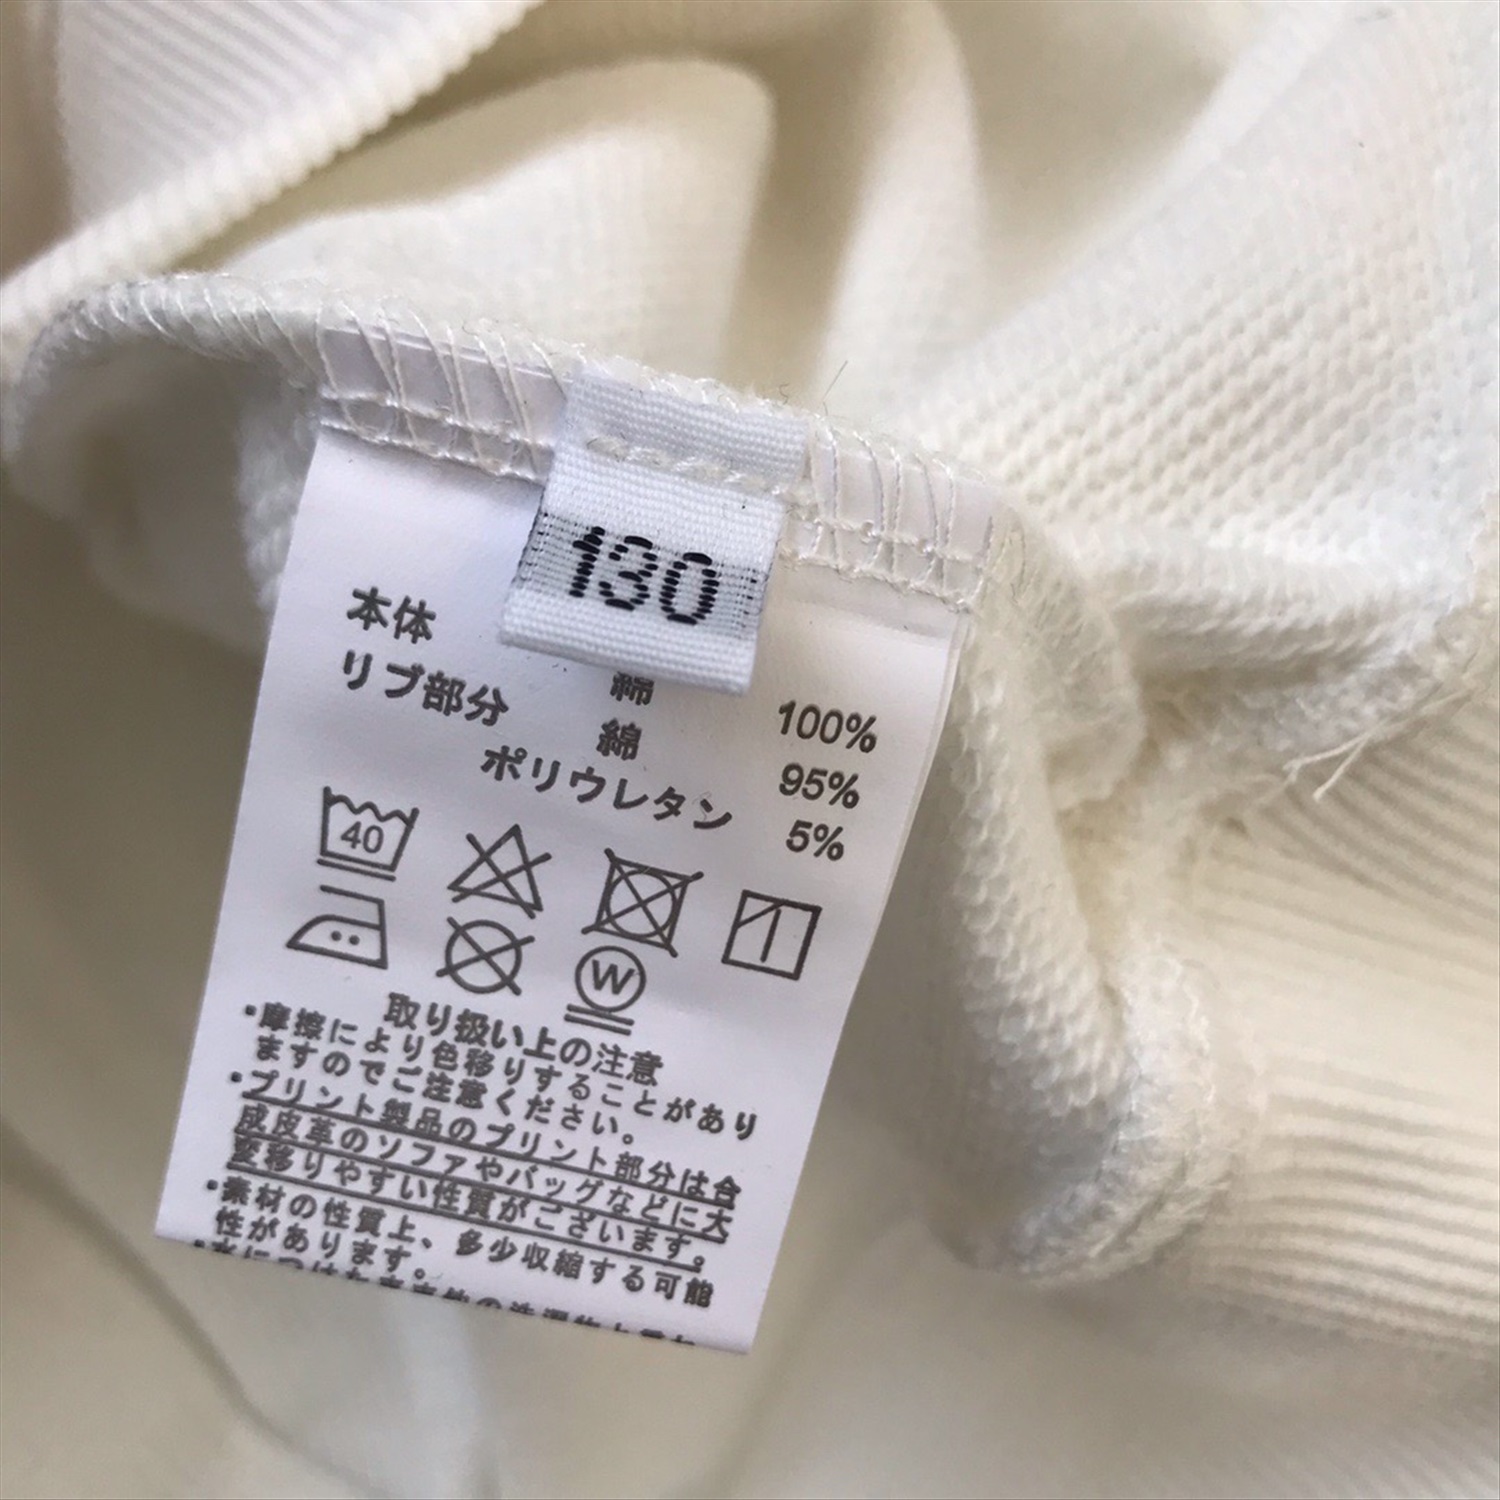 130
本体 綿 100%
リブ部分 綿 95%
ポリウレタン 5%
40
W
取り扱い上の注意
・摩擦により色移りすることがあり
ますのでご注意ください。
・プリント製品のプリント部分は合
成皮革のソファやバッグなどに大
変移りやすい性質がございます。
・素材の性質上、多少収縮する可能
性があります。